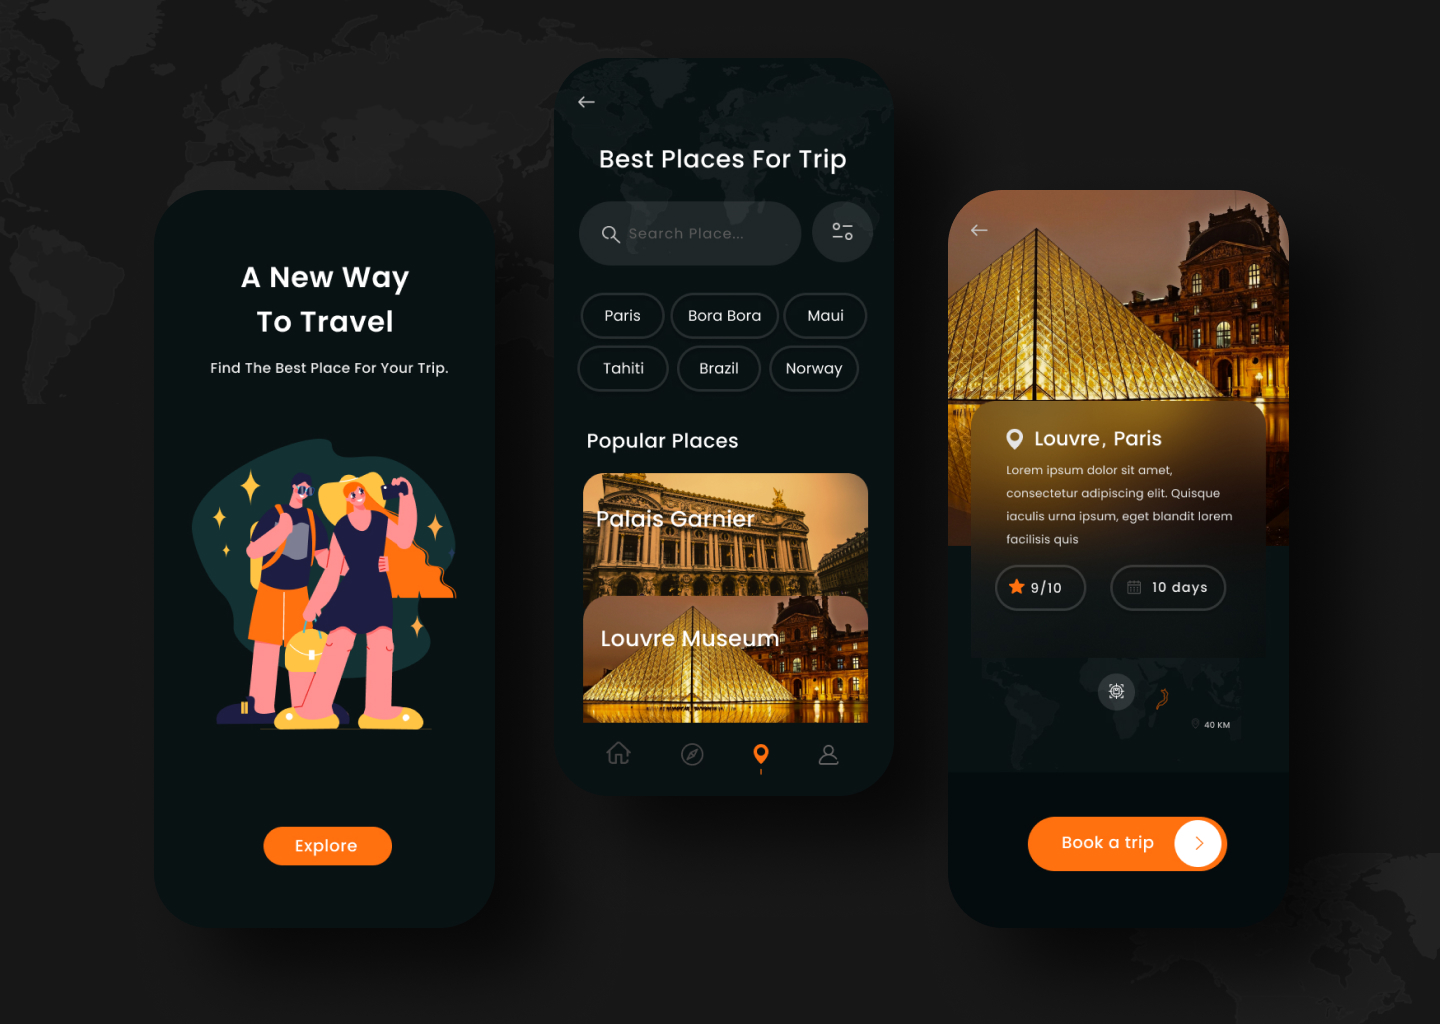 A New Way
To Travel
Find The Best Place For Your Trip.
Explore
Best Places For Trip
Search Place...
Paris
Bora Bora
Maui
Tahiti
Brazil
Norway
Popular Places
Palais Garnier
Louvre Museum
Louvre, Paris
Lorem ipsum dolor sit amet,
consectetur adipiscing elit. Quisque
iaculis urna ipsum, eget blandit lorem
facilisis quis
9/10
10 days
40 KM
Book a trip